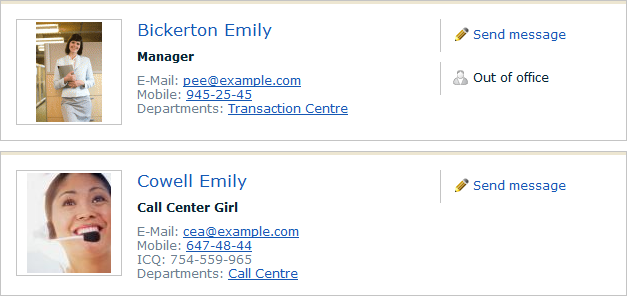 Bickerton Emily
Send message
Manager
Out of office
E-Mail: pee@example.com
Mobile: 945-25-45
Departments: Transaction Centre
Cowell Emily
Send message
Call Center Girl
E-Mail: cea@example.com
Mobile: 647-48-44
ICQ: 754-559-965
Departments: Call Centre